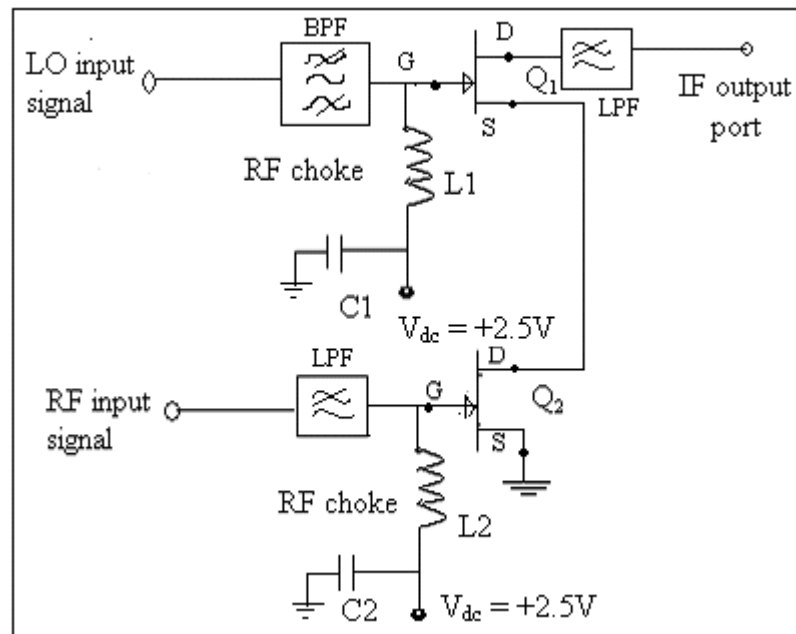 BPF
D
LO input
signal
G
Q1
LPF
IF output
port
S
RF choke
L1
C1
Vdc = +2.5V
LPF
D
G
Q2
RF input
signal
S
RF choke
L2
C2
Vdc = +2.5V